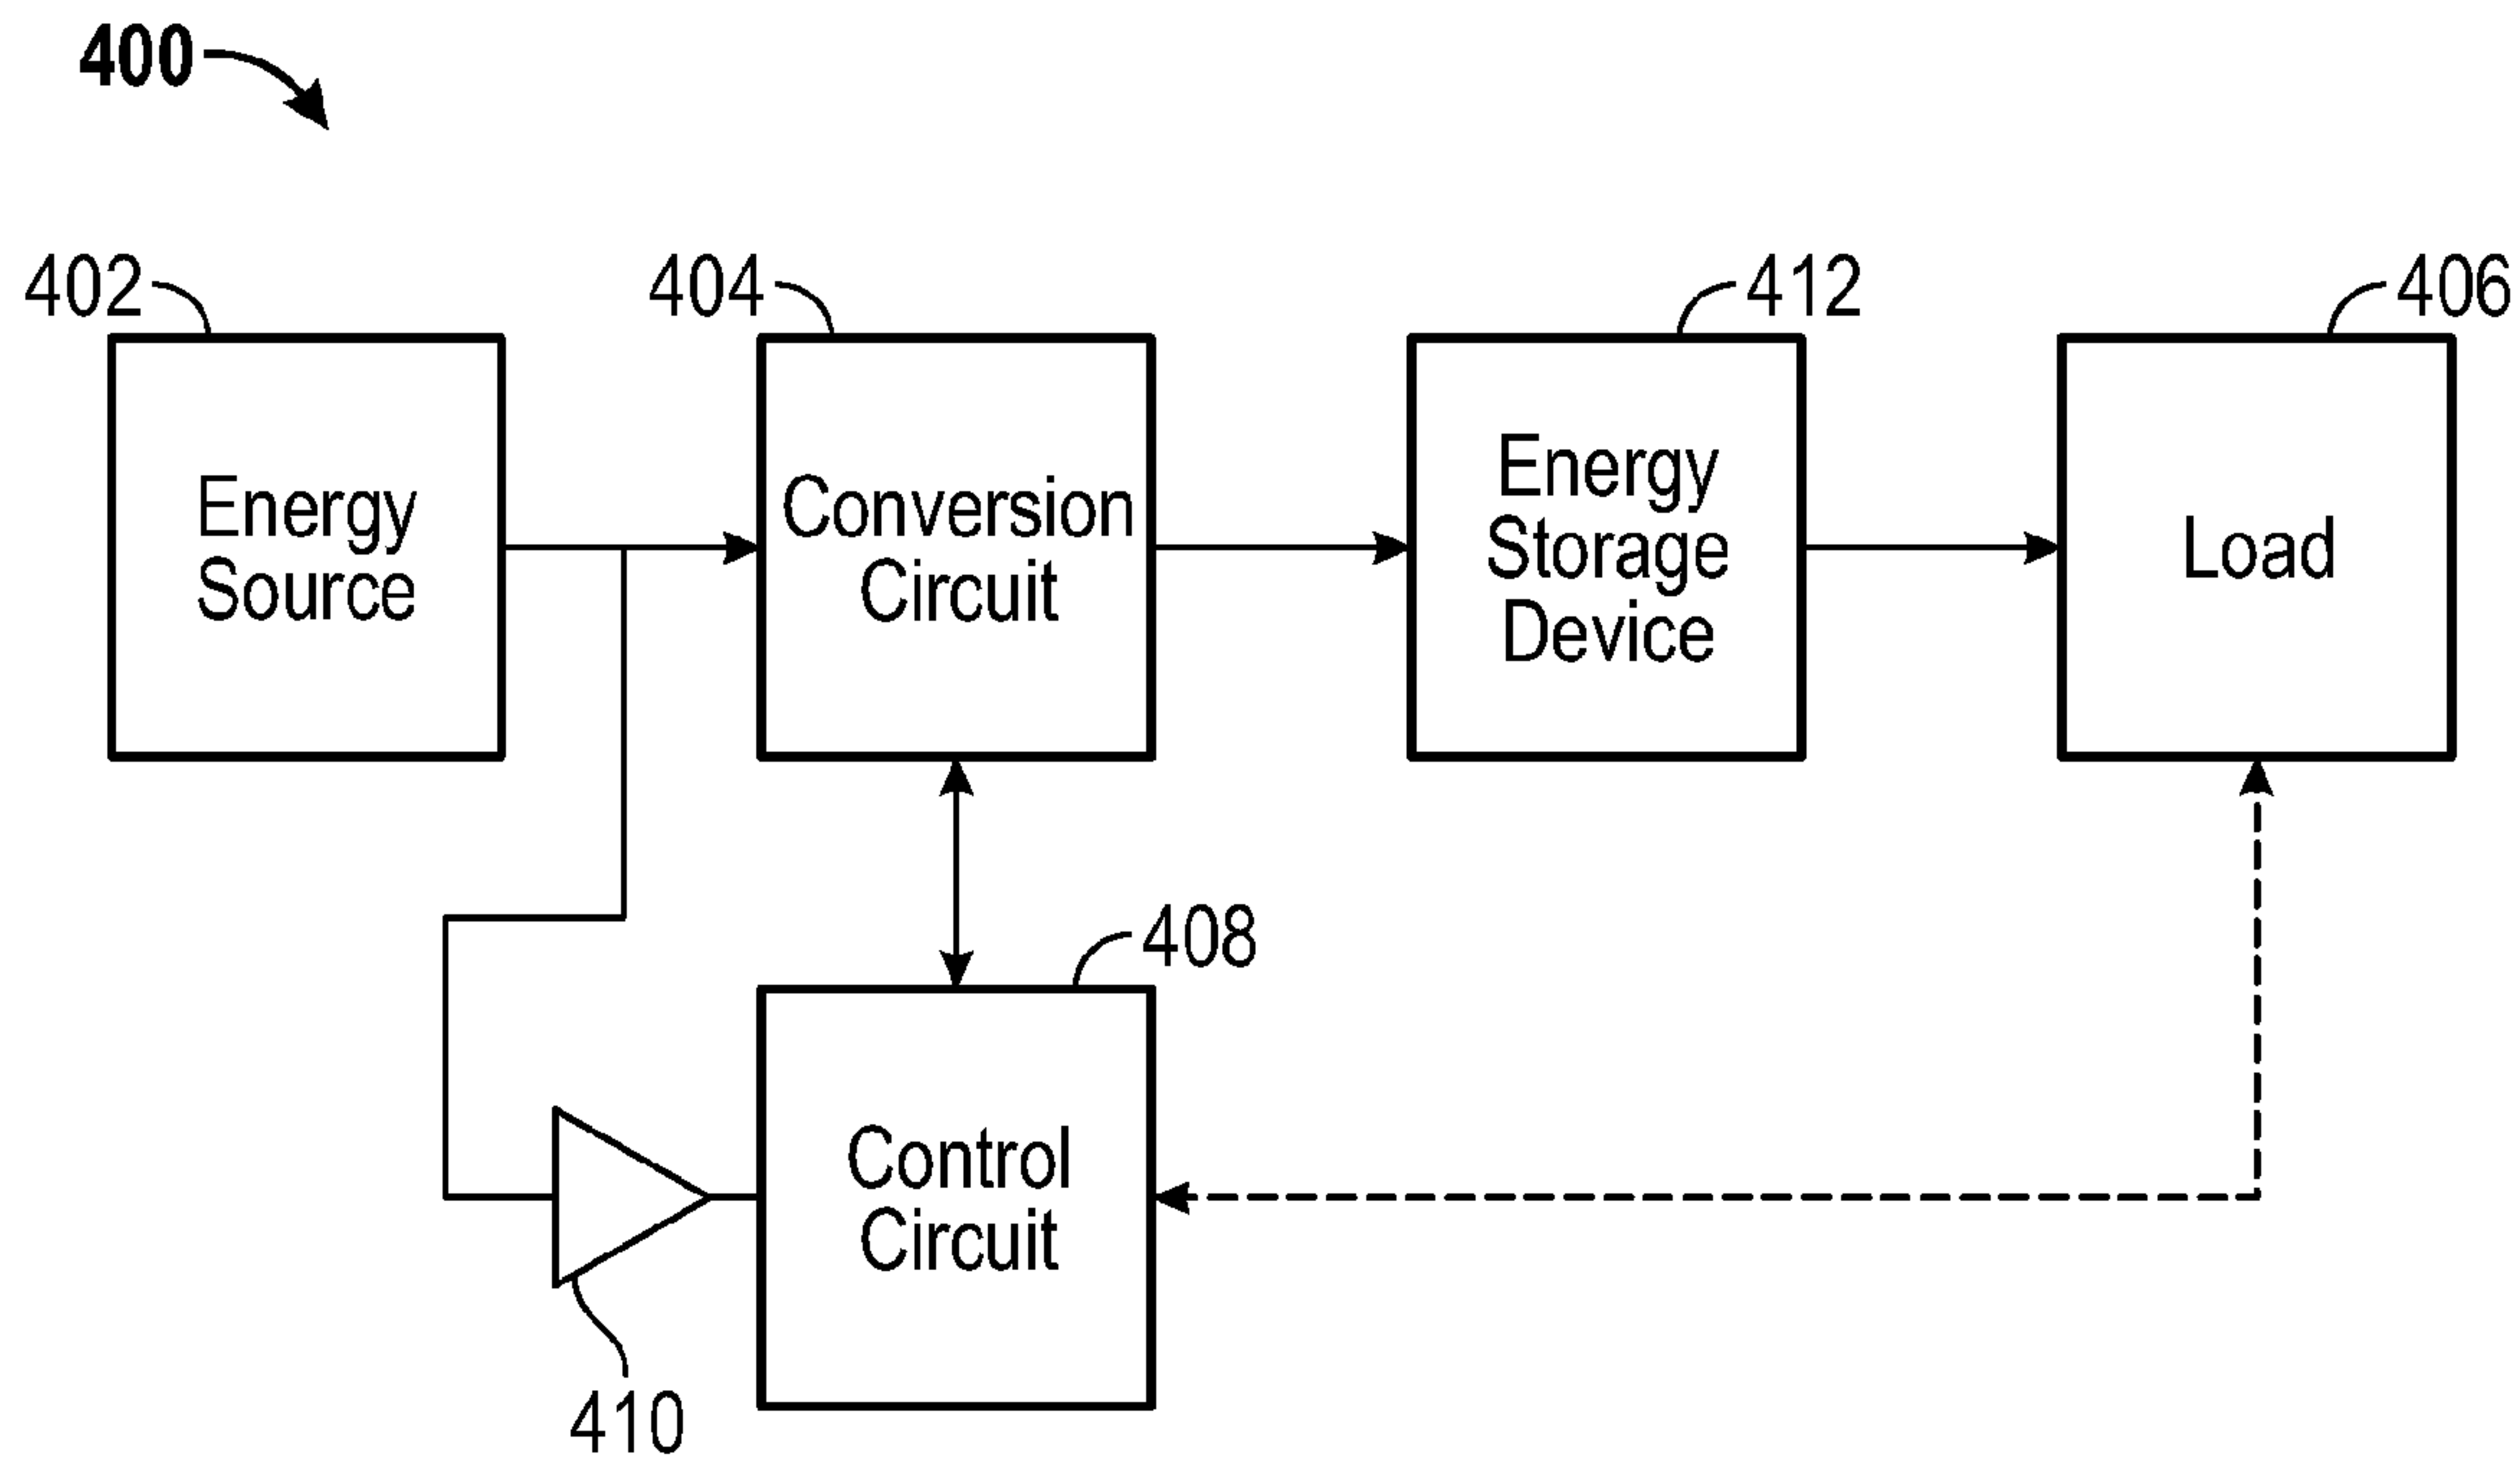 400
402
404
412
406
Energy
Source
Conversion
Circuit
Energy
Storage
Device
Load
408
Control
Circuit
410